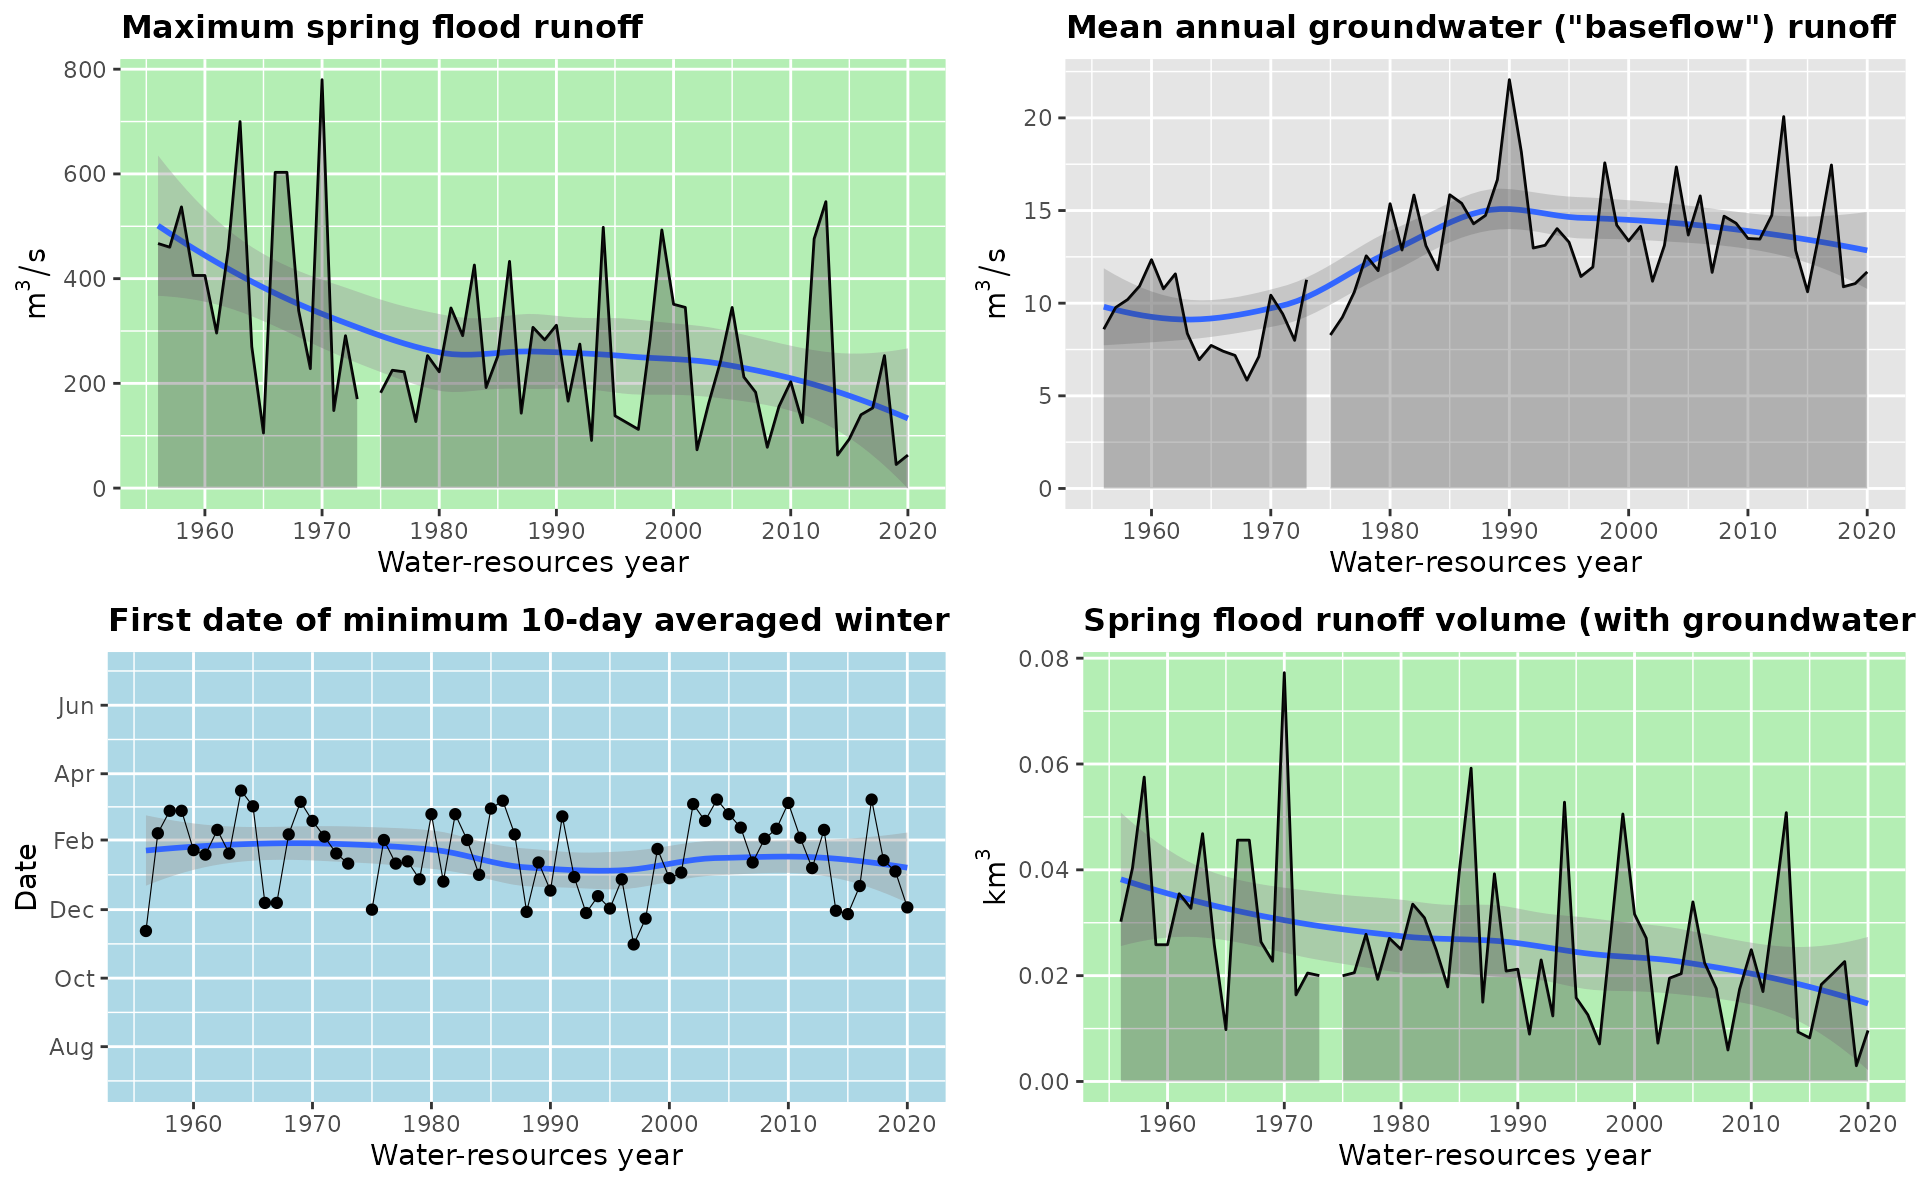 Maximum spring flood runoff
800
600
400
200
0
m3/s
1960 1970 1980 1990 2000 2010 2020
Water-resources year
Mean annual groundwater ("baseflow") runoff
20
15
10
5
0
m3/s
1960 1970 1980 1990 2000 2010 2020
Water-resources year
First date of minimum 10-day averaged winter
Jun
Apr
Feb
Dec
Oct
Aug
Date
1960 1970 1980 1990 2000 2010 2020
Water-resources year
Spring flood runoff volume (with groundwater
0.08
0.06
0.04
0.02
0.00
km3
1960 1970 1980 1990 2000 2010 2020
Water-resources year